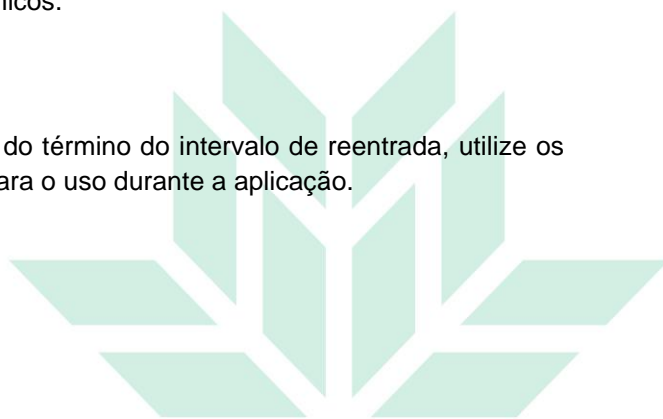 do término do intervalo de reentrada, utilize os
ara o uso durante a aplicação.